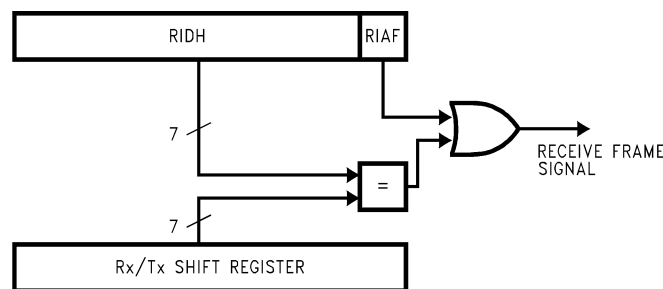 RIDH RIAF
7
RECEIVE FRAME
SIGNAL
=
7
Rx/Tx SHIFT REGISTER